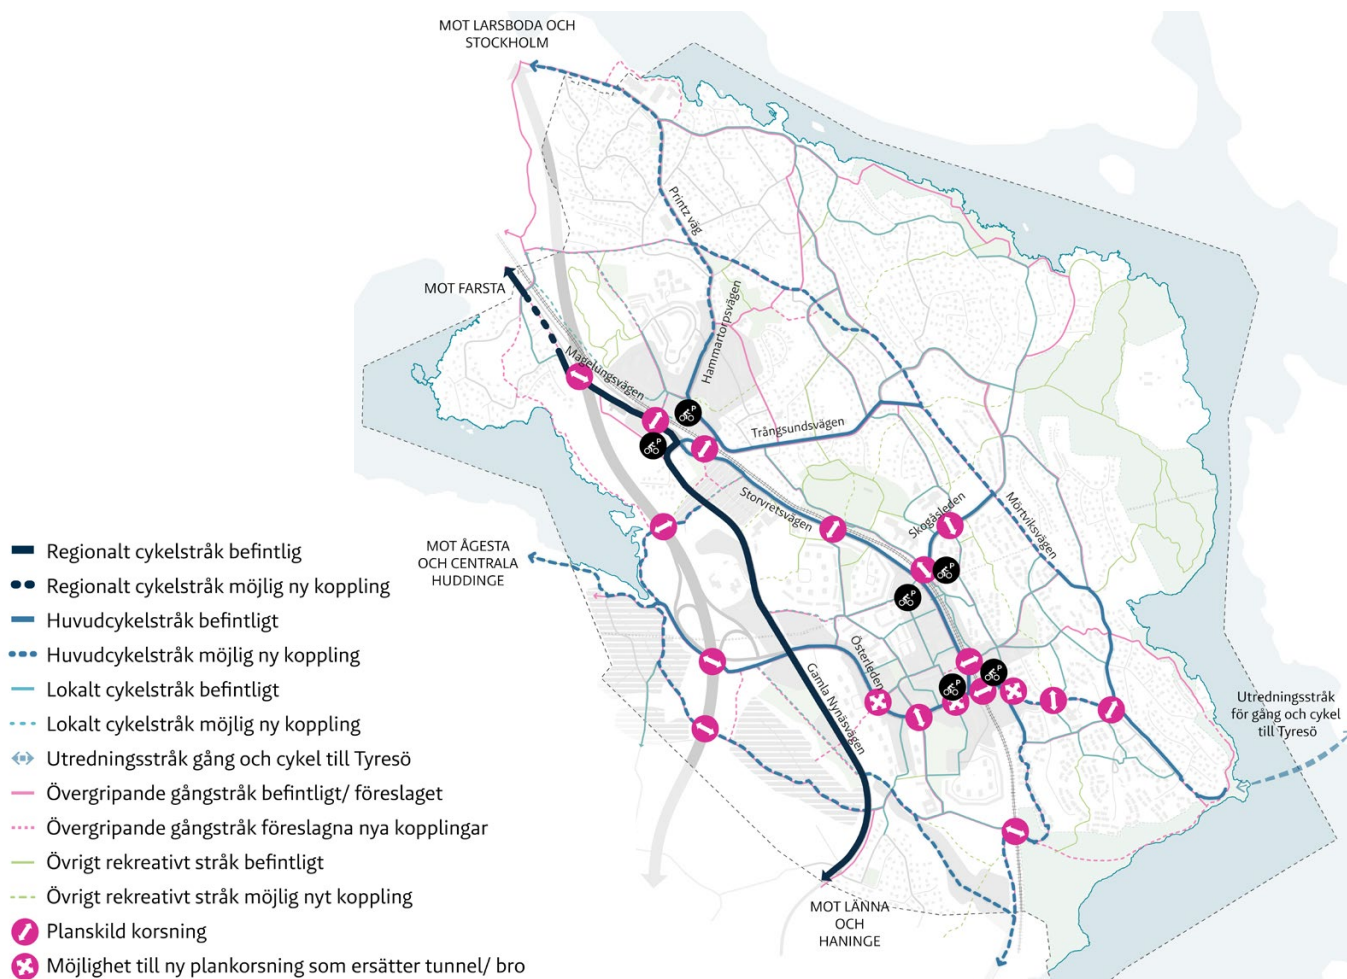 MOT LARSBODA OCH
STOCKHOLM
Printz väg
MOT FARSTA
Magelungsvägen
Hammartorpsvägen
Trångsundsvägen
Storvretsvägen
Skogåsleden
Mörtviksvägen
MOT ÅGESTA
OCH CENTRALA
HUDDINGE
Österleden
Gamla Nynäsvägen
Utredningsstråk
för gång och cykel
till Tyresö
MOT LÄNNA
OCH
HANINGE
P
P
P
P
P
P
Regionalt cykelstråk befintlig
Regionalt cykelstråk möjlig ny koppling
Huvudcykelstråk befintligt
Huvudcykelstråk möjlig ny koppling
Lokalt cykelstråk befintligt
Lokalt cykelstråk möjlig ny koppling
Utredningsstråk gång och cykel till Tyresö
Övergripande gångstråk befintligt/ föreslaget
Övergripande gångstråk föreslagna nya kopplingar
Övrigt rekreativt stråk befintligt
Övrigt rekreativt stråk möjlig nyt koppling
Planskild korsning
Möjlighet till ny plankorsning som ersätter tunnel/ bro